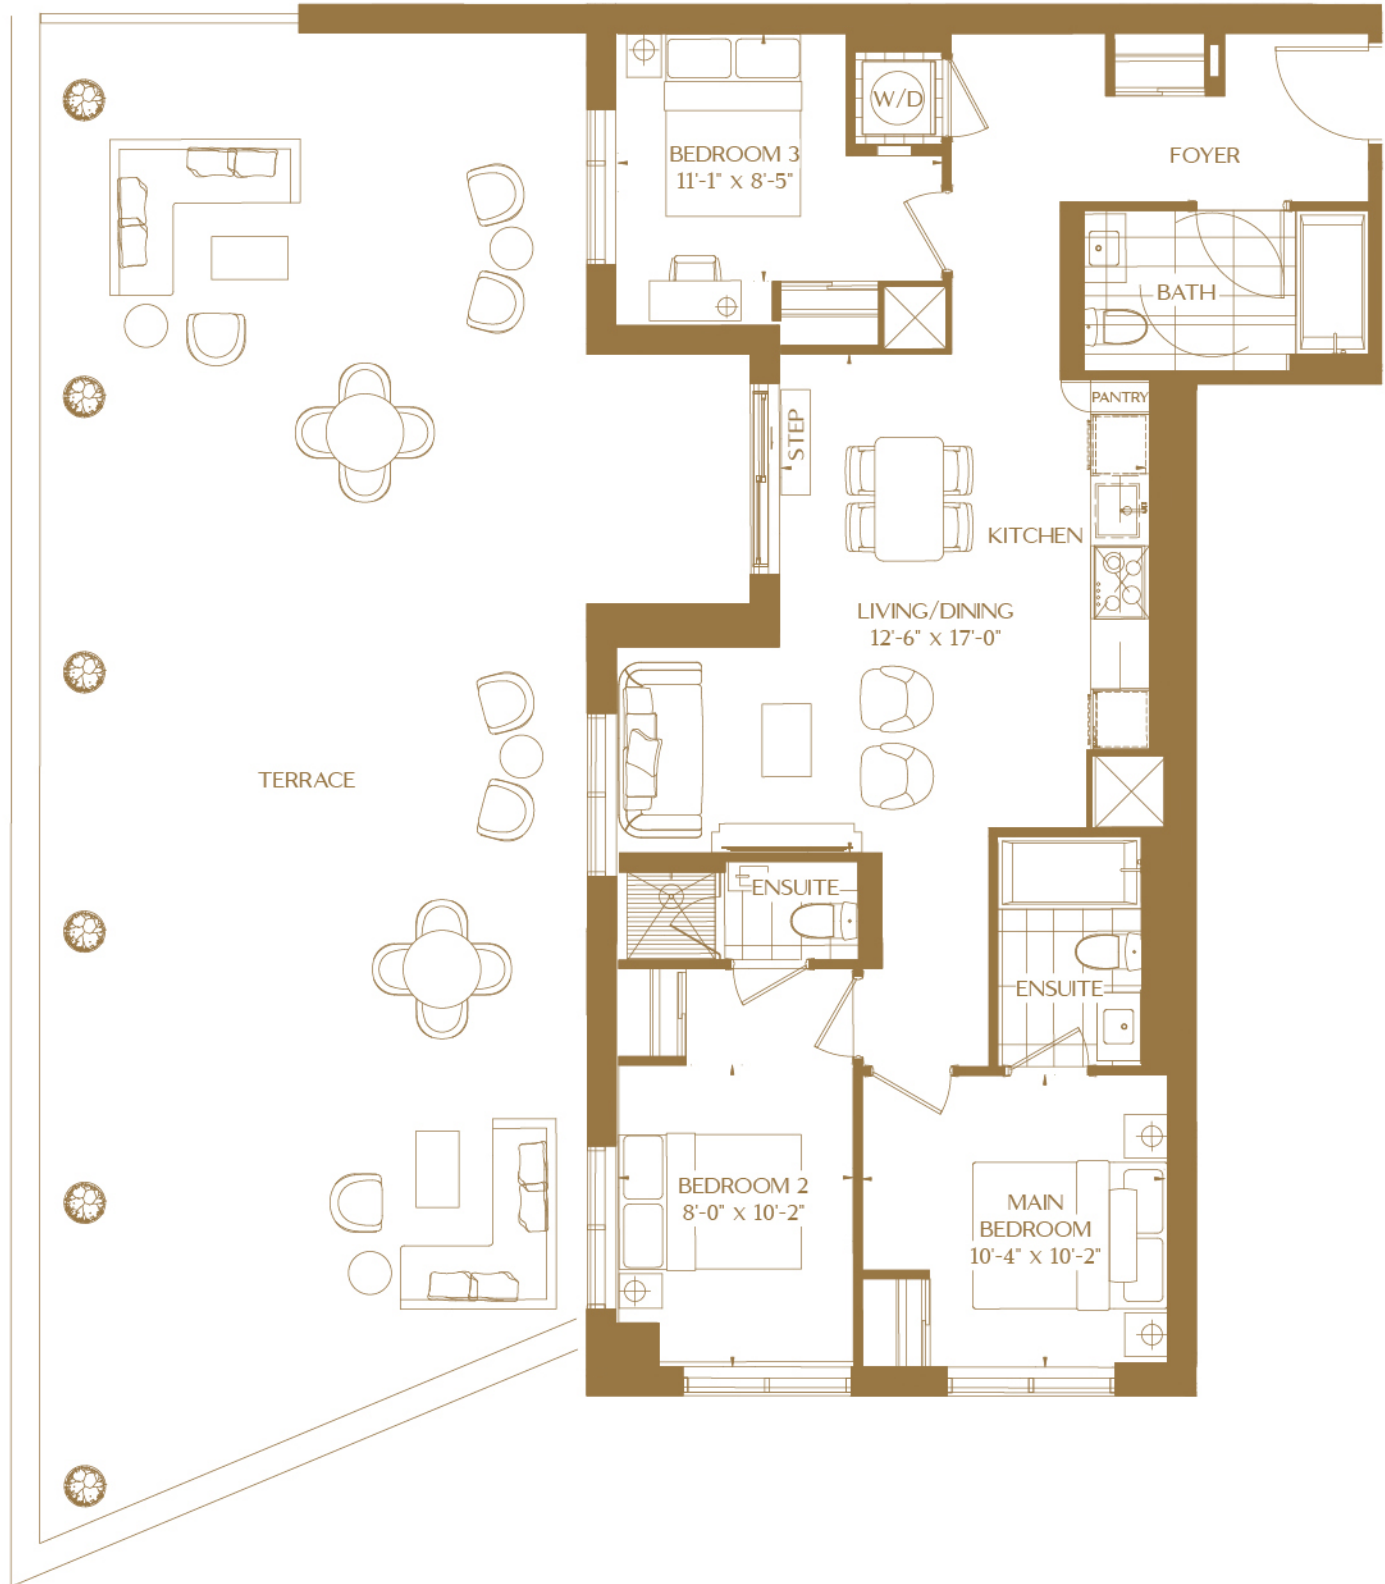 W/D
BEDROOM 3
11'-1" X 8'-5"
FOYER
BATH
PANTRY
STEP
KITCHEN
LIVING/DINING
12'-6" X 17'-0"
TERRACE
ENSUITE
ENSUITE
BEDROOM 2
8'-0" X 10'-2"
MAIN
BEDROOM
10'-4" X 10'-2"